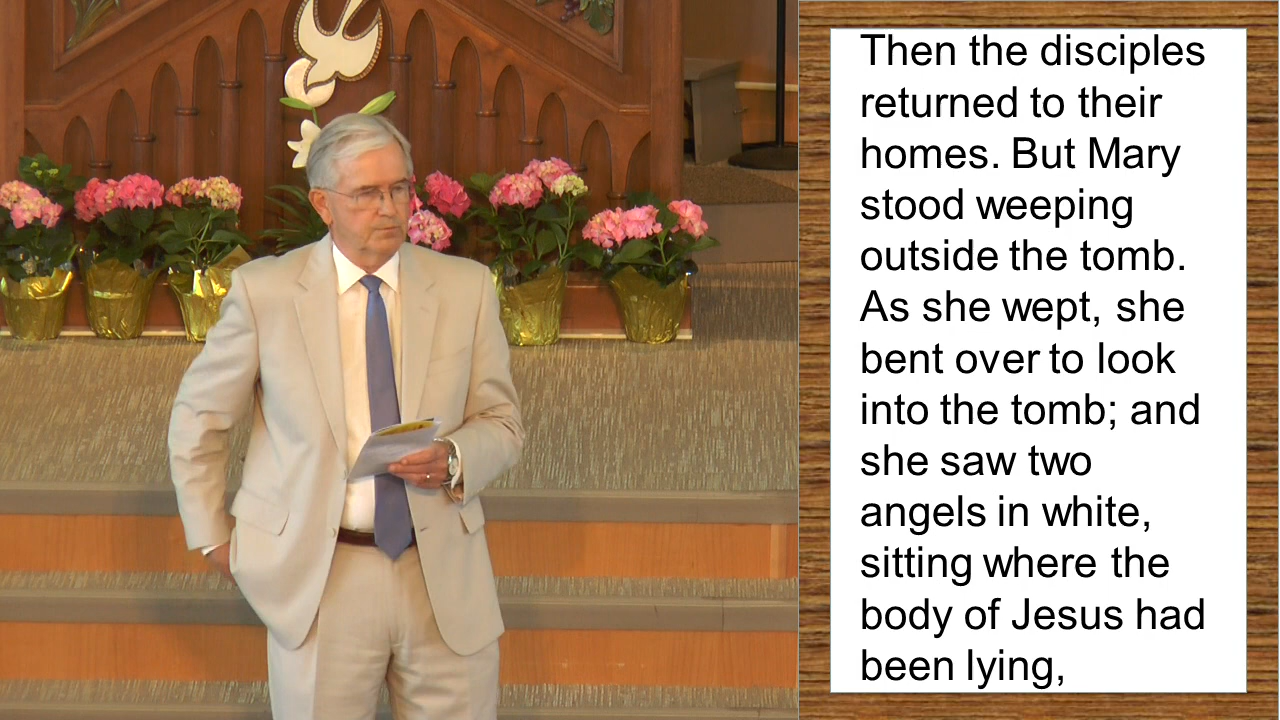 Then the disciples
returned to their
homes. But Mary
stood weeping
outside the tomb.
As she wept, she
bent over to look
into the tomb; and
she saw two
angels in white,
sitting where the
body of Jesus had
been lying,